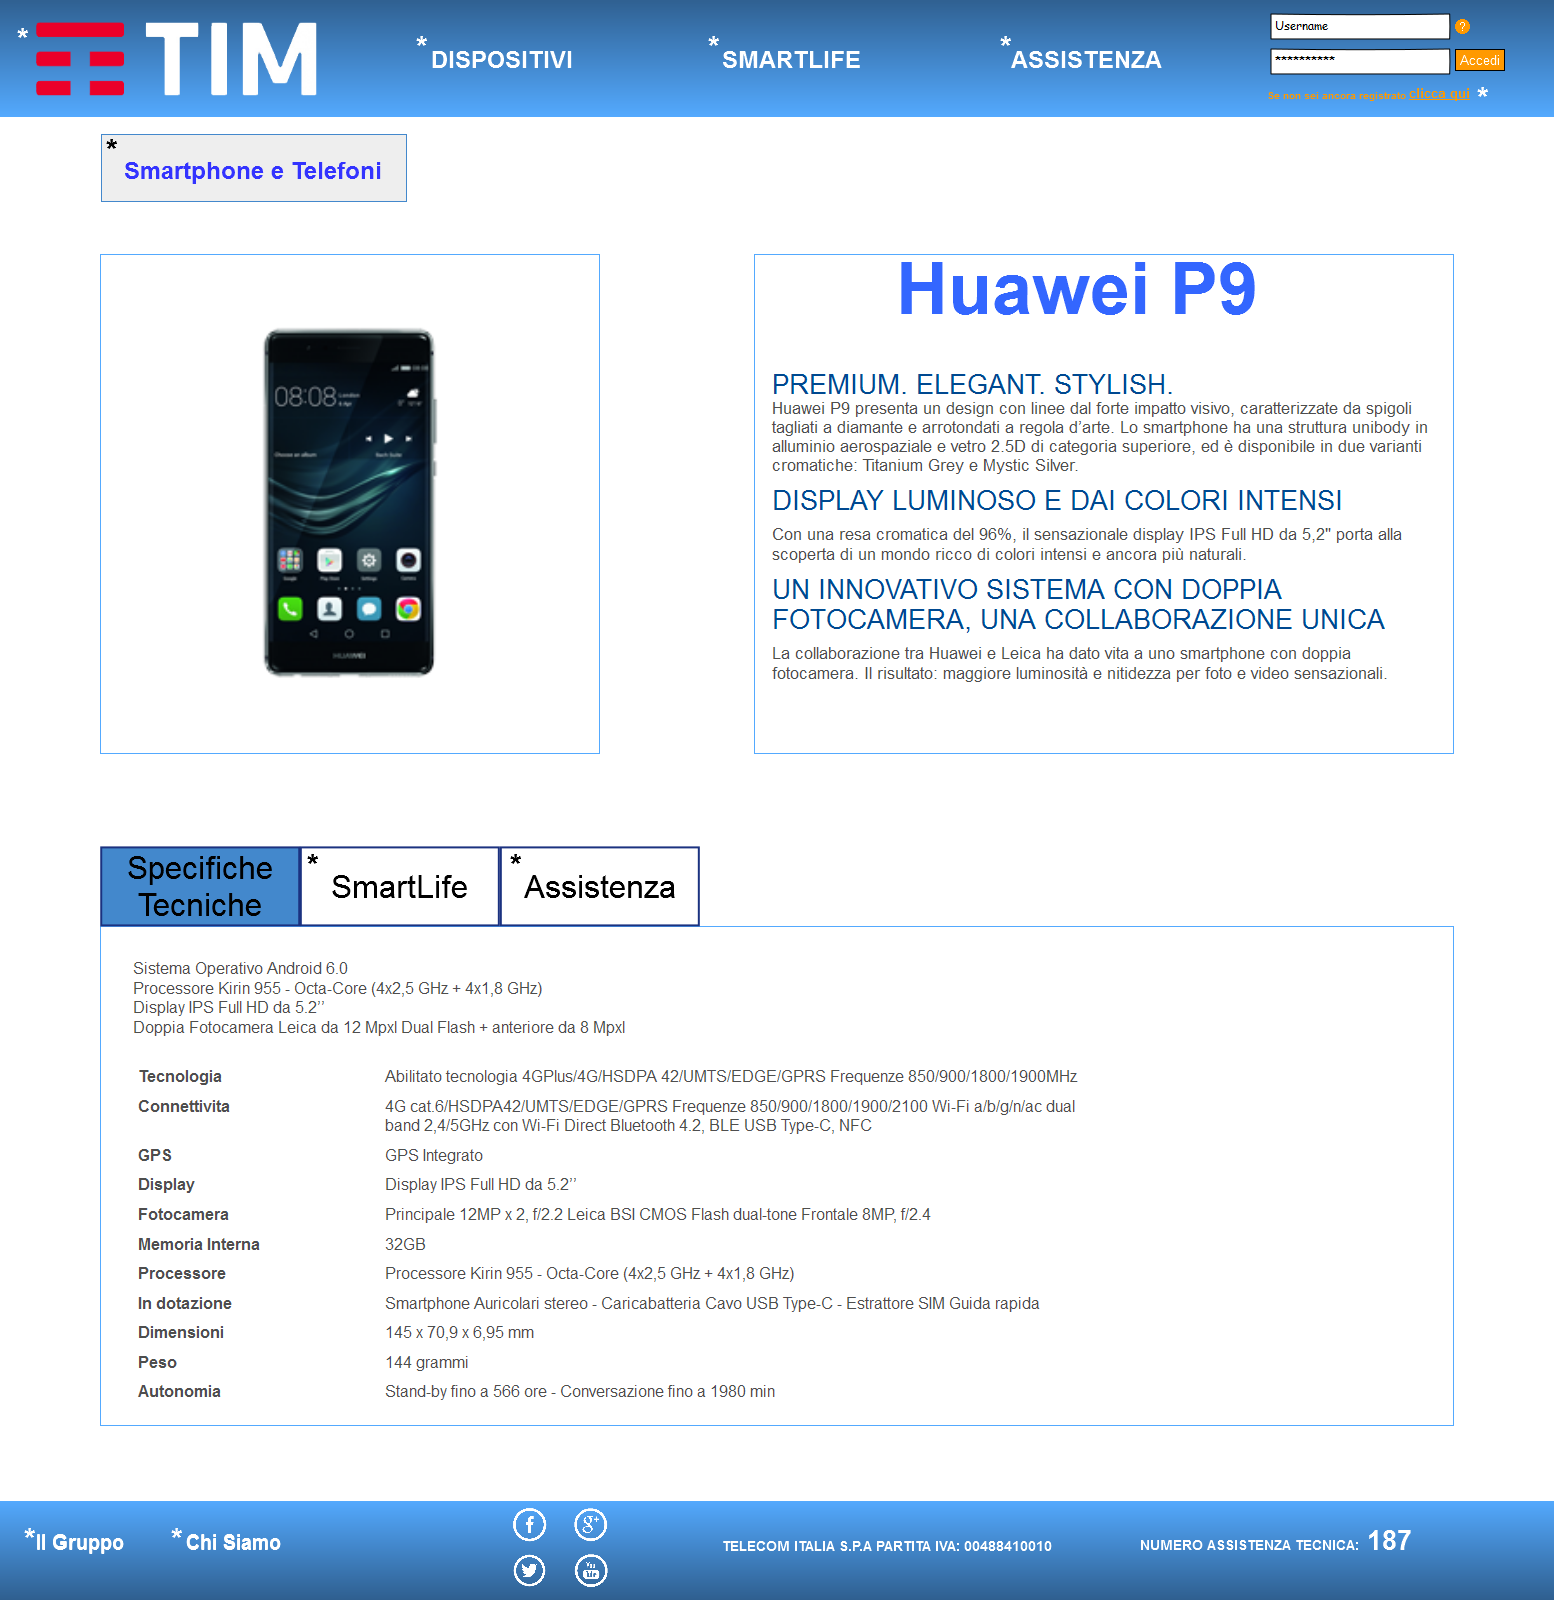 * TIM
* DISPOSITIVI
* SMARTLIFE
* ASSISTENZA
Username
?
**********
Accedi
Se non sei ancora registrato clicca qui *
*
Smartphone e Telefoni
08:08
HUAWEI
Huawei P9
PREMIUM. ELEGANT. STYLISH.
Huawei P9 presenta un design con linee dal forte impatto visivo, caratterizzate da spigoli
tagliati a diamante e arrotondati a regola d’arte. Lo smartphone ha una struttura unibody in
alluminio aerospaziale e vetro 2.5D di categoria superiore, ed è disponibile in due varianti
cromatiche: Titanium Grey e Mystic Silver.
DISPLAY LUMINOSO E DAI COLORI INTENSI
Con una resa cromatica del 96%, il sensazionale display IPS Full HD da 5,2" porta alla
scoperta di un mondo ricco di colori intensi e ancora più naturali.
UN INNOVATIVO SISTEMA CON DOPPIA
FOTOCAMERA, UNA COLLABORAZIONE UNICA
La collaborazione tra Huawei e Leica ha dato vita a uno smartphone con doppia
fotocamera. Il risultato: maggiore luminosità e nitidezza per foto e video sensazionali.
Specifiche
Tecniche
* SmartLife
* Assistenza
Sistema Operativo Android 6.0
Processore Kirin 955 - Octa-Core (4x2,5 GHz + 4x1,8 GHz)
Display IPS Full HD da 5.2’’
Doppia Fotocamera Leica da 12 Mpxl Dual Flash + anteriore da 8 Mpxl
Tecnologia Abilitato tecnologia 4GPlus/4G/HSDPA 42/UMTS/EDGE/GPRS Frequenze 850/900/1800/1900MHz
Connettivita 4G cat.6/HSDPA42/UMTS/EDGE/GPRS Frequenze 850/900/1800/1900/2100 Wi-Fi a/b/g/n/ac dual
band 2,4/5GHz con Wi-Fi Direct Bluetooth 4.2, BLE USB Type-C, NFC
GPS GPS Integrato
Display Display IPS Full HD da 5.2’’
Fotocamera Principale 12MP x 2, f/2.2 Leica BSI CMOS Flash dual-tone Frontale 8MP, f/2.4
Memoria Interna 32GB
Processore Processore Kirin 955 - Octa-Core (4x2,5 GHz + 4x1,8 GHz)
In dotazione Smartphone Auricolari stereo - Caricabatteria Cavo USB Type-C - Estrattore SIM Guida rapida
Dimensioni 145 x 70,9 x 6,95 mm
Peso 144 grammi
Autonomia Stand-by fino a 566 ore - Conversazione fino a 1980 min
*Il Gruppo
* Chi Siamo
TELECOM ITALIA S.P.A PARTITA IVA: 00488410010
NUMERO ASSISTENZA TECNICA: 187